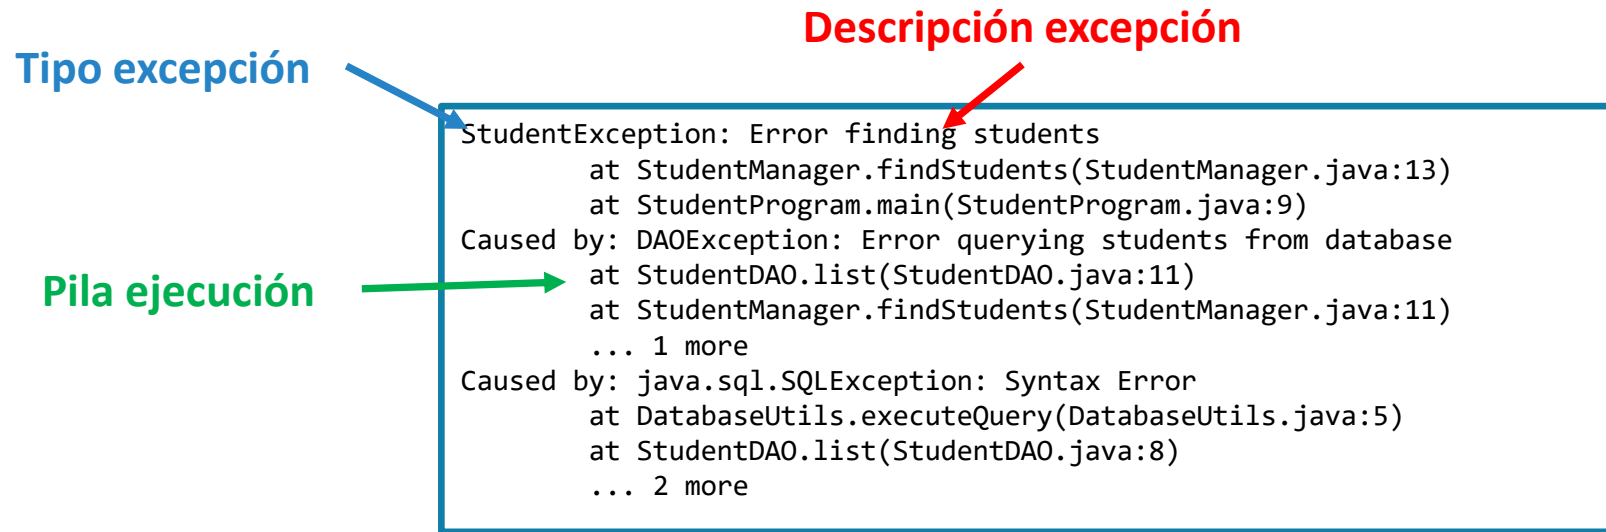 Descripción excepción
Tipo excepción
StudentException: Error finding students
at StudentManager.findStudents(StudentManager.java:13)
at StudentProgram.main(StudentProgram.java:9)
Caused by: DAOException: Error querying students from database
Pila ejecución
at StudentDAO.list(StudentDAO.java:11)
at StudentManager.findStudents(StudentManager.java:11)
... 1 more
Caused by: java.sql.SQLException: Syntax Error
at DatabaseUtils.executeQuery(DatabaseUtils.java:5)
at StudentDAO.list(StudentDAO.java:8)
... 2 more